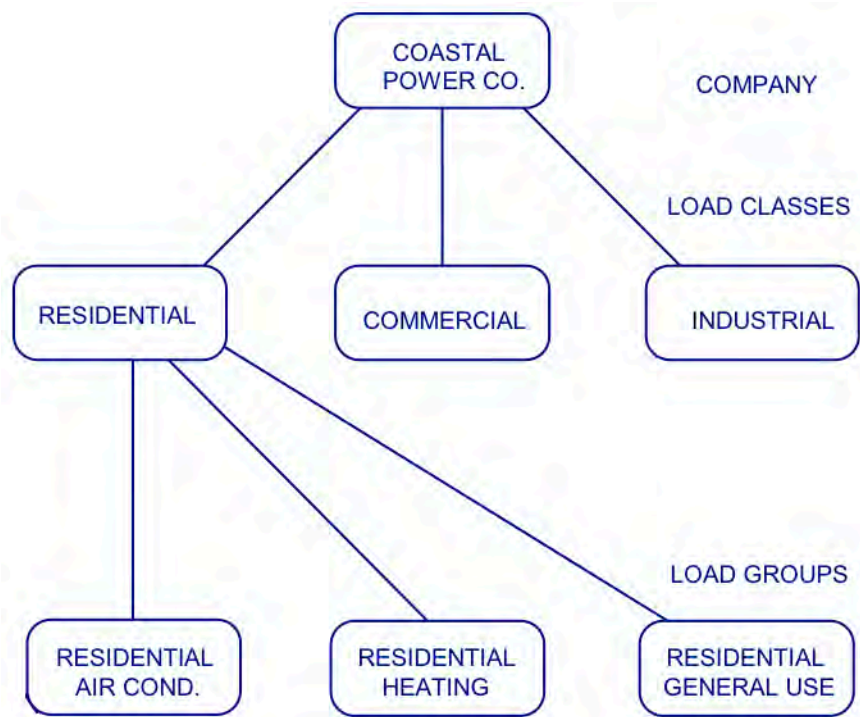 COASTAL
POWER CO.
COMPANY
LOAD CLASSES
RESIDENTIAL
COMMERCIAL
INDUSTRIAL
LOAD GROUPS
RESIDENTIAL
AIR COND.
RESIDENTIAL
HEATING
RESIDENTIAL
GENERAL USE